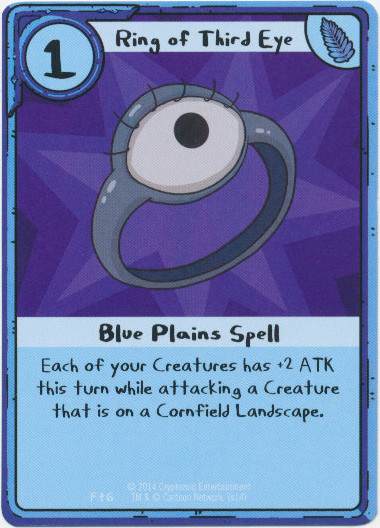 1
Ring of Third Eye
Blue Plains Spell
Each of your Creatures has +2 ATK
this turn while attacking a Creature
that is on a Cornfield Landscape.
© 2014 Cryptozoic Entertainment
TM & © Cartoon Network. (s14)